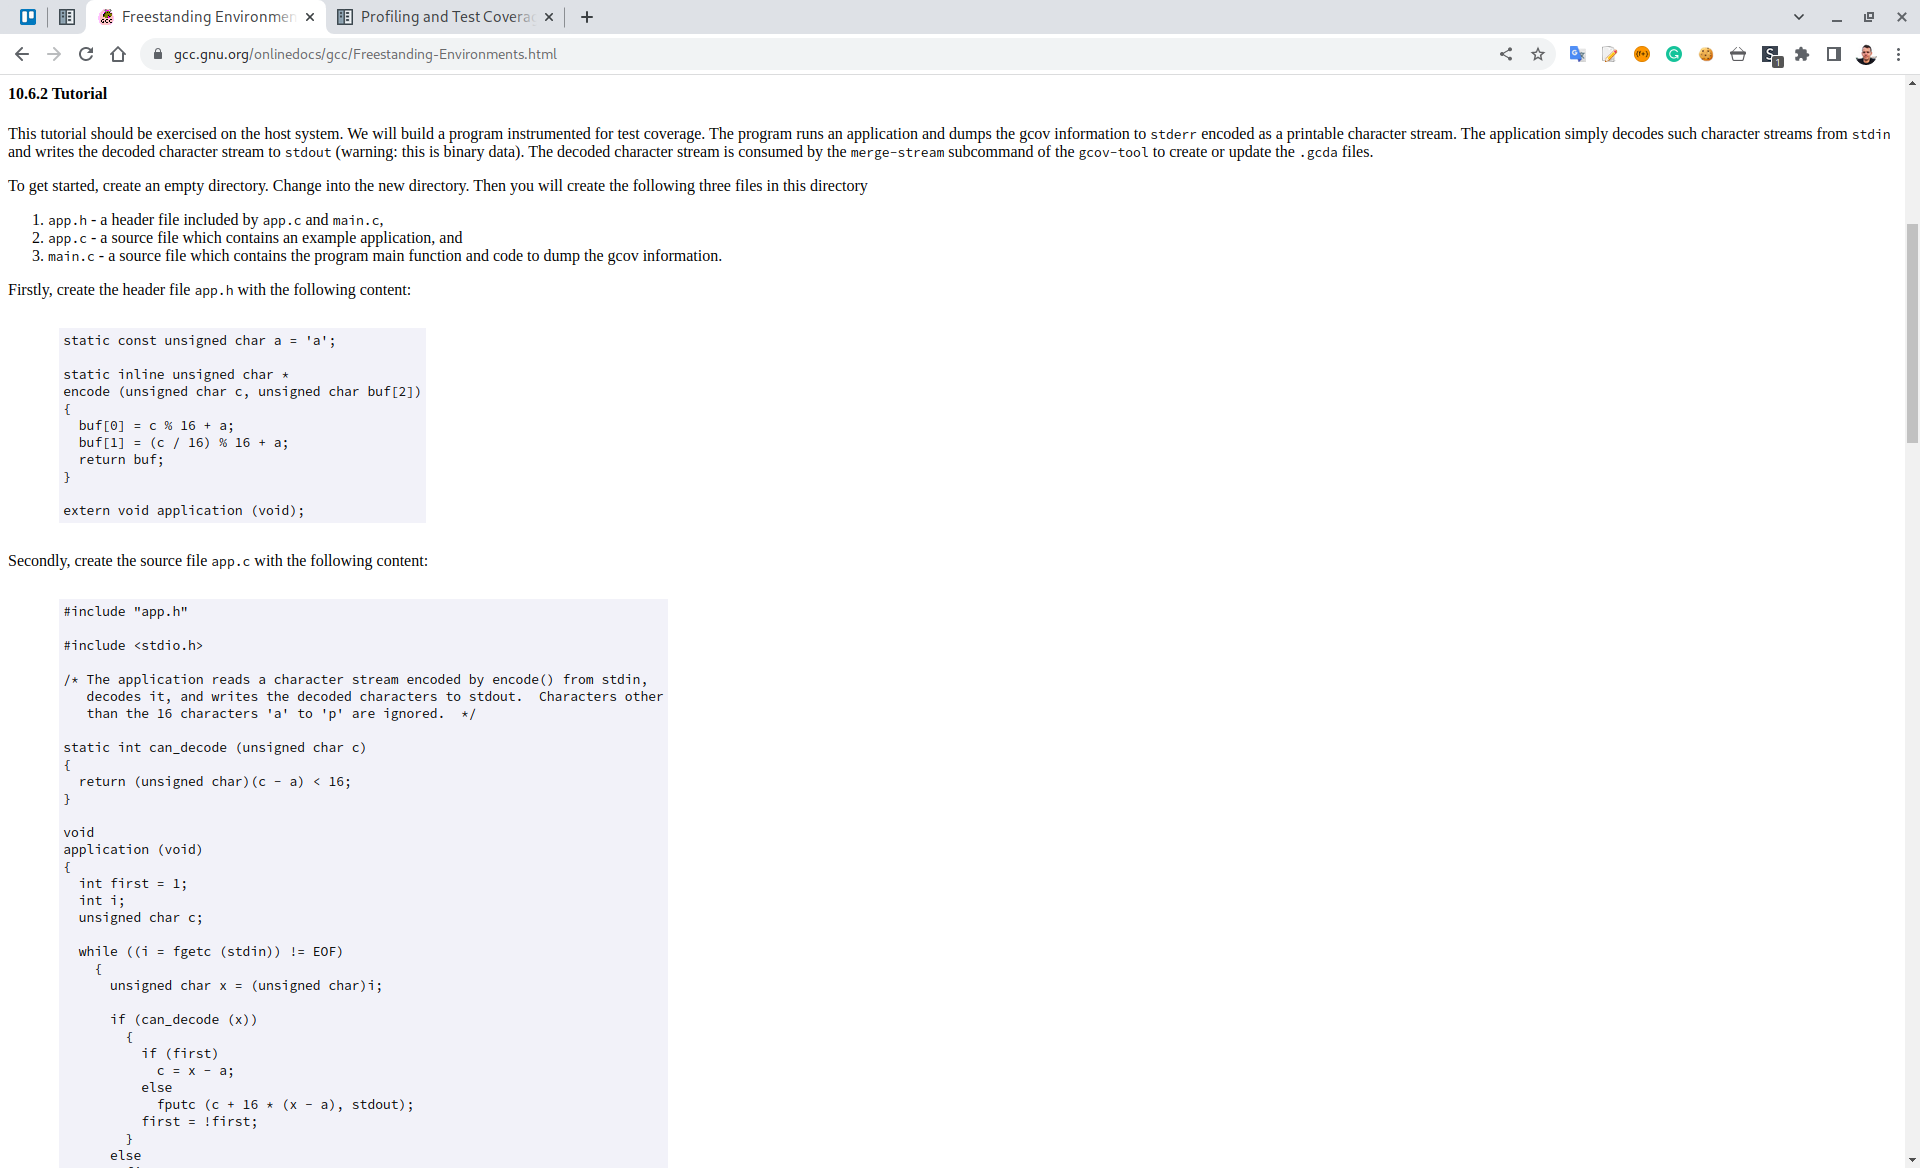 Freestanding Environmen
Profiling and Test Covera
gcc.gnu.org/onlinedocs/gcc/Freestanding-Environments.html
1
10.6.2 Tutorial
This tutorial should be exercised on the host system. We will build a program instrumented for test coverage. The program runs an application and dumps the gcov information to stderr encoded as a printable character stream. The application simply decodes such character streams from stdin
and writes the decoded character stream to stdout (warning: this is binary data). The decoded character stream is consumed by the merge-stream subcommand of the gcov-tool to create or update the .gcda files.
To get started, create an empty directory. Change into the new directory. Then you will create the following three files in this directory
1. app.h - a header file included by app.c and main.c,
2. app.c - a source file which contains an example application, and
3. main.c - a source file which contains the program main function and code to dump the gcov information.
Firstly, create the header file app.h with the following content:
static const unsigned char a = 'a';
static inline unsigned char *
encode (unsigned char c, unsigned char buf[2])
{
  buf[0] = c % 16 + a;
  buf[1] = (c / 16) % 16 + a;
  return buf;
}
extern void application (void);
Secondly, create the source file app.c with the following content:
#include "app.h"
#include <stdio.h>
/* The application reads a character stream encoded by encode() from stdin,
   decodes it, and writes the decoded characters to stdout.  Characters other
   than the 16 characters 'a' to 'p' are ignored.  */
static int can_decode (unsigned char c)
{
  return (unsigned char)(c - a) < 16;
}
void
application (void)
{
  int first = 1;
  int i;
  unsigned char c;
  while ((i = fgetc (stdin)) != EOF)
    {
      unsigned char x = (unsigned char)i;
      if (can_decode (x))
        {
          if (first)
            c = x - a;
          else
            fputc (c + 16 * (x - a), stdout);
          first = !first;
        }
      else